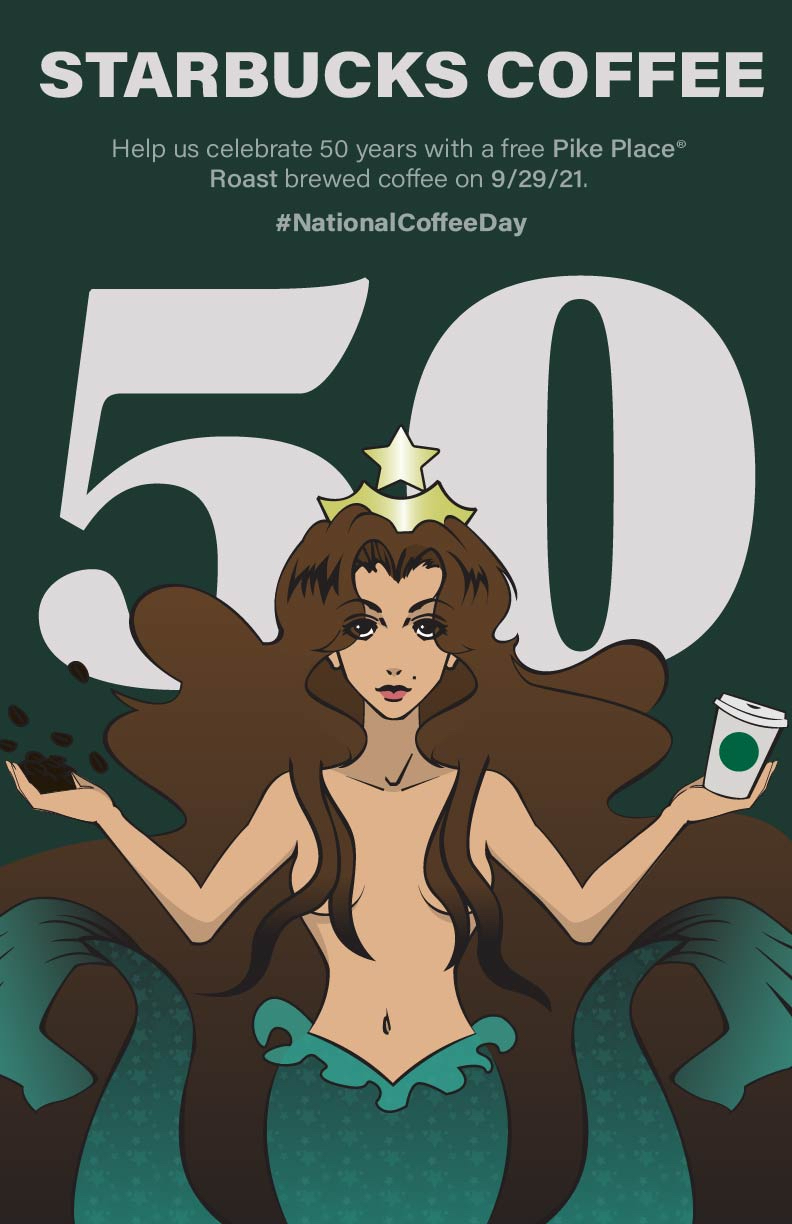 STARBUCKS COFFEE
Help us celebrate 50 years with a free Pike Place®
Roast brewed coffee on 9/29/21.
#NationalCoffeeDay
50